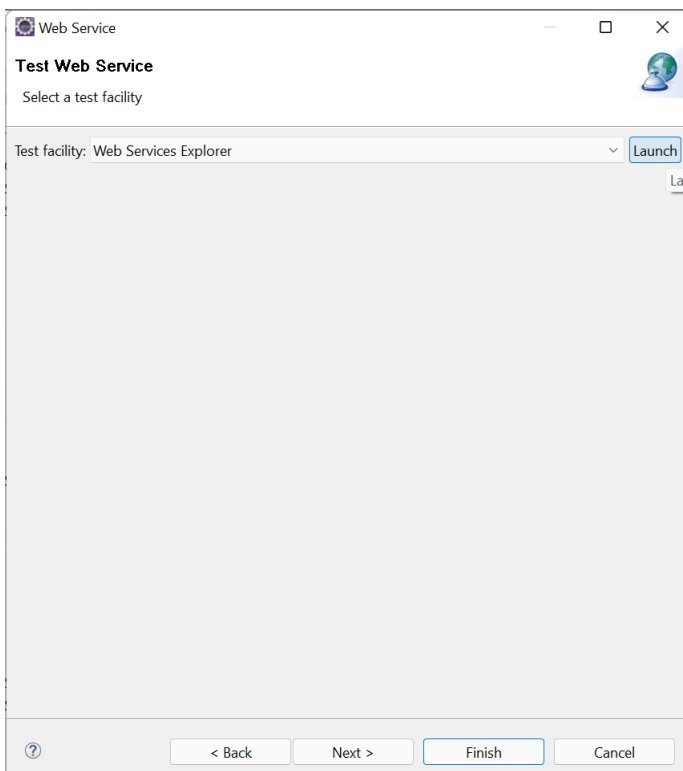 Web Service
Test Web Service
Select a test facility
Test facility: Web Services Explorer Launch
La
? < Back Next > Finish Cancel